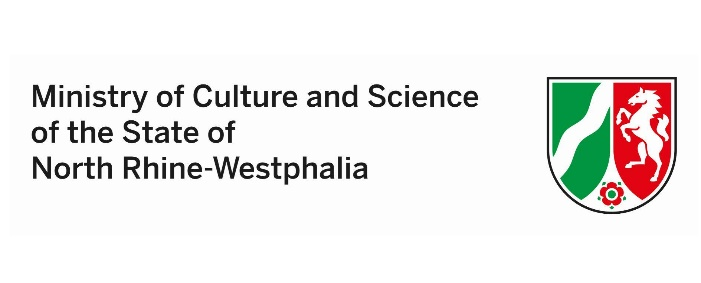 Ministry of Culture and Science
of the State of
North Rhine-Westphalia